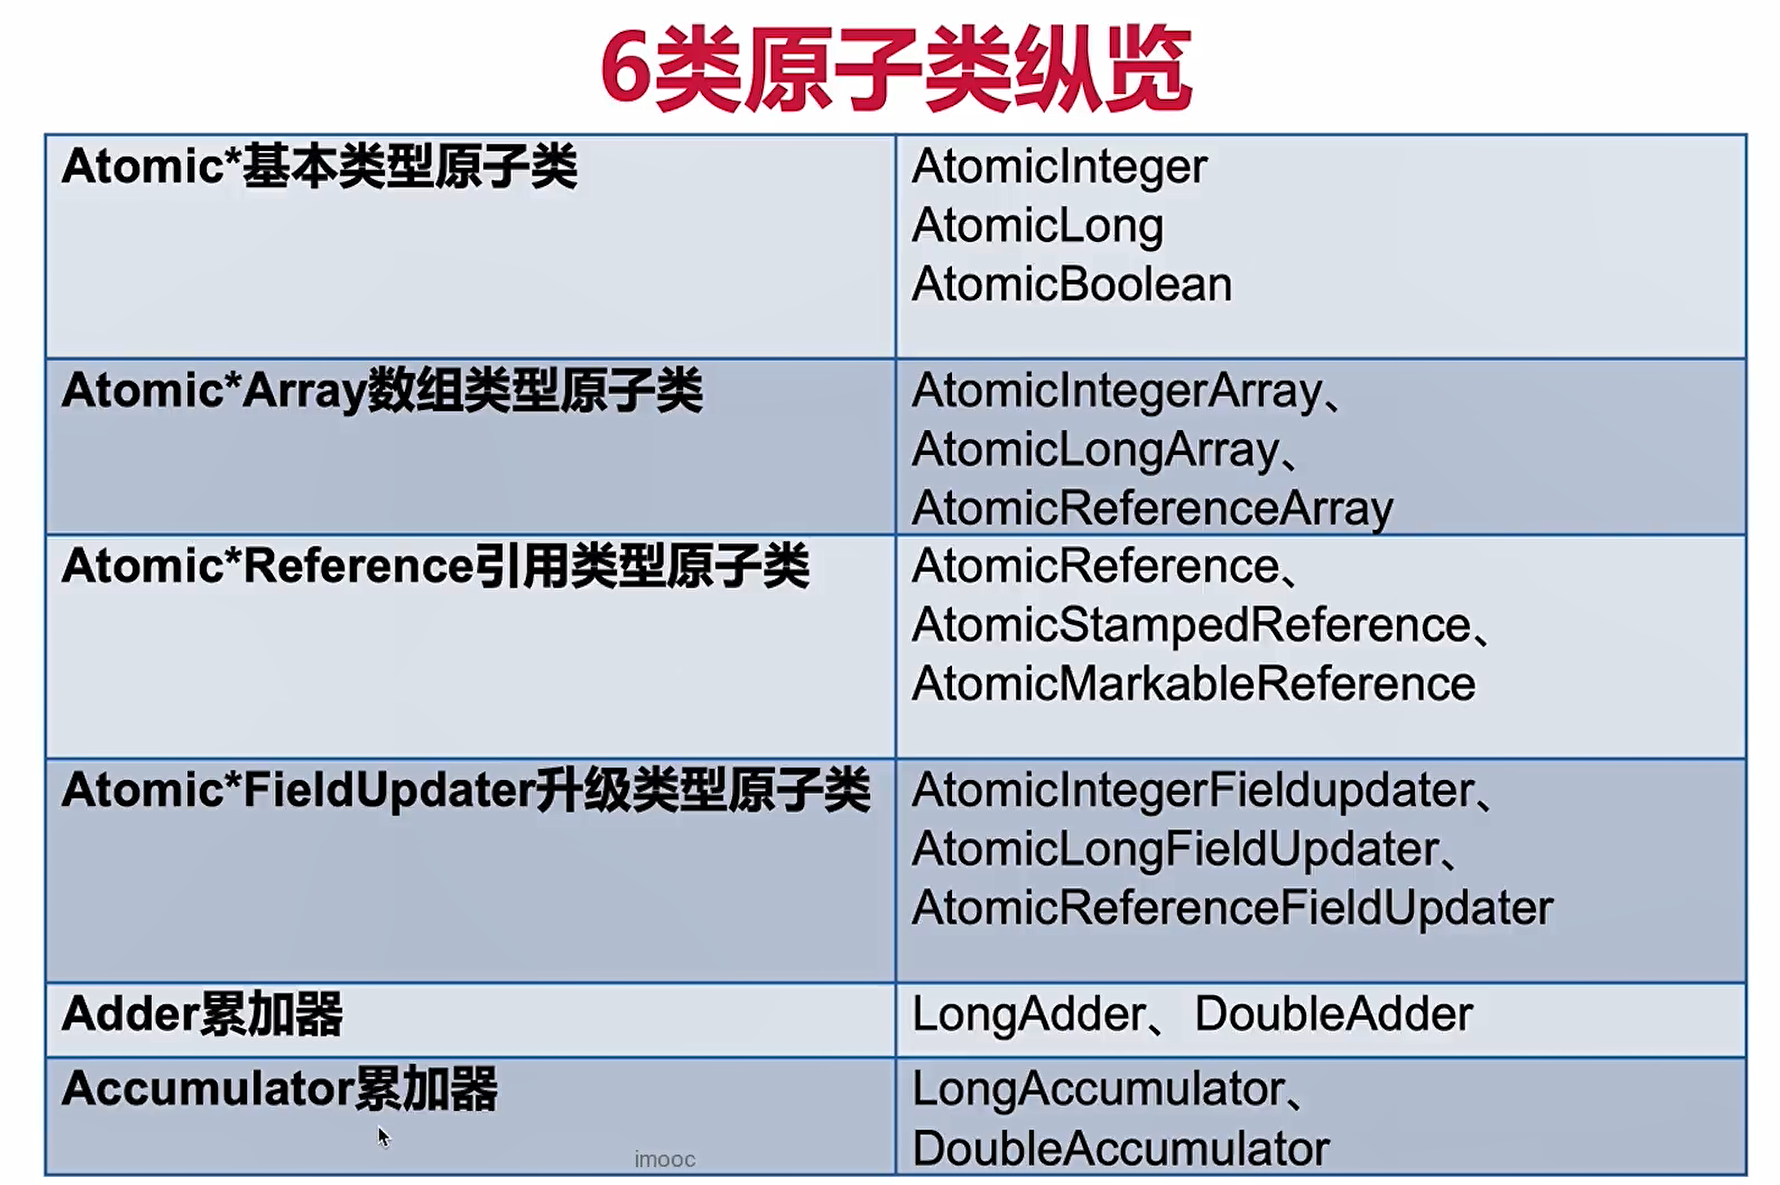 6类原子类纵览
Atomic*基本类型原子类
AtomicInteger
AtomicLong
AtomicBoolean
Atomic*Array数组类型原子类
AtomicIntegerArray、
AtomicLongArray、
AtomicReferenceArray
Atomic*Reference引用类型原子类
AtomicReference、
AtomicStampedReference、
AtomicMarkableReference
Atomic*FieldUpdater升级类型原子类
AtomicIntegerFieldupdater、
AtomicLongFieldUpdater、
AtomicReferenceFieldUpdater
Adder累加器
LongAdder、DoubleAdder
Accumulator累加器
LongAccumulator、
DoubleAccumulator
imooc